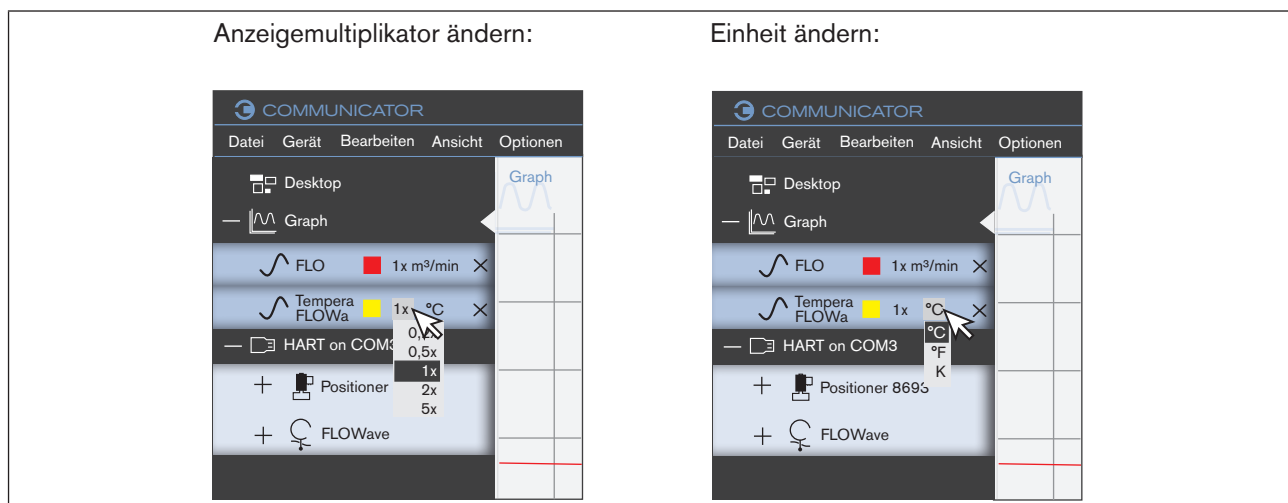 Anzeigemultiplikator ändern:
COMMUNICATOR
Datei Gerät Bearbeiten Ansicht Optionen
Desktop
Graph
Graph
FLO 1x m³/min
Tempera
FLOWa
1x °C
HART on COM3
0,5x
1x
2x
5x
Positioner
FLOWave
Einheit ändern:
COMMUNICATOR
Datei Gerät Bearbeiten Ansicht Optionen
Desktop
Graph
Graph
FLO 1x m³/min
Tempera
FLOWa
1x °C
°C
°F
K
HART on COM3
Positioner 8693
FLOWave